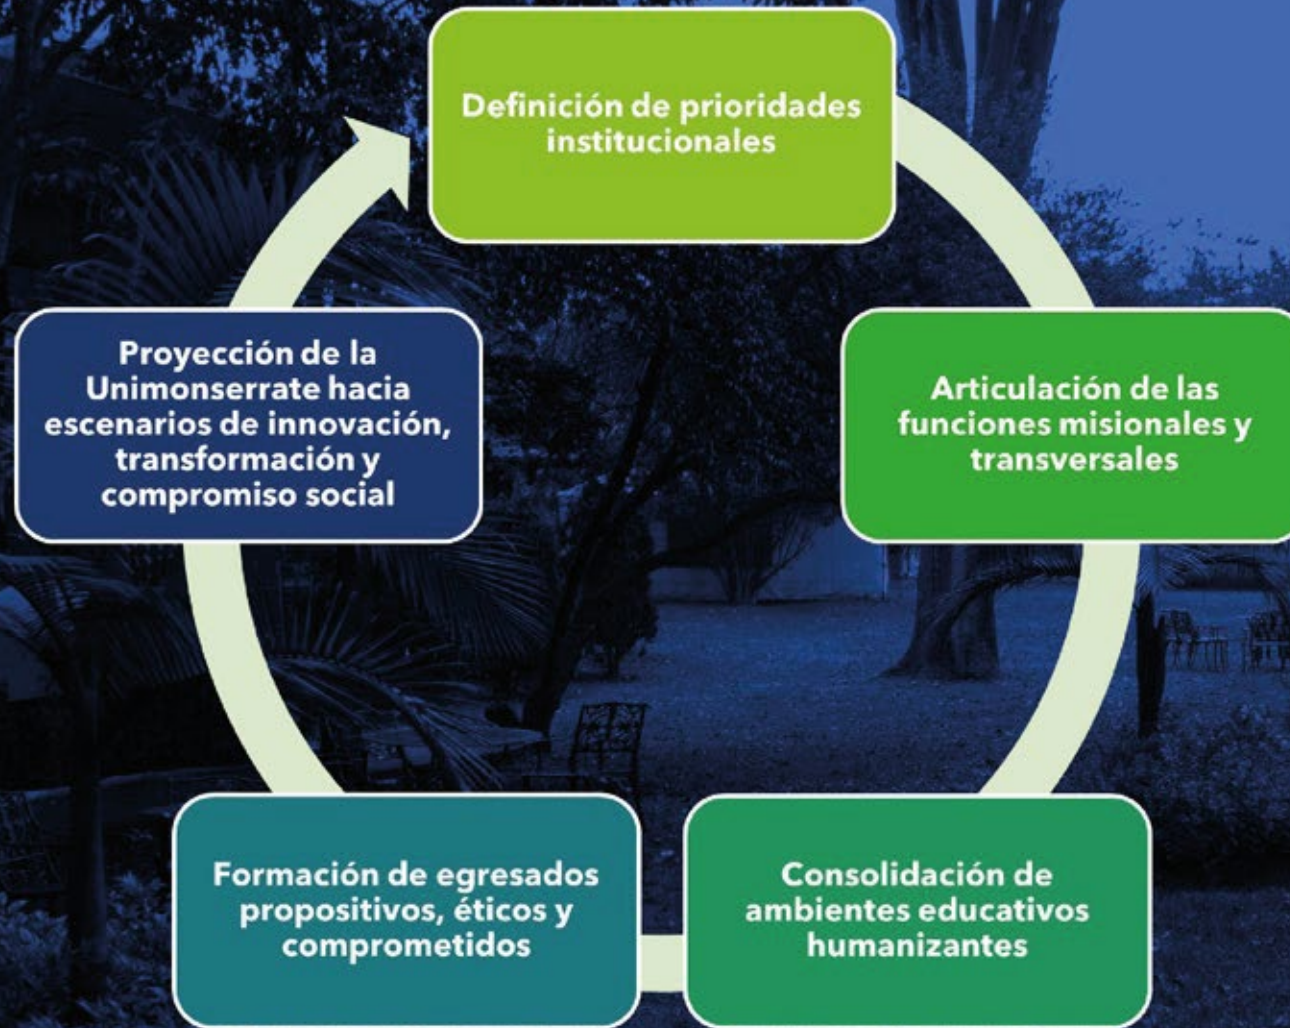 Definición de prioridades
institucionales
Articulación de las
funciones misionales y
transversales
Consolidación de
ambientes educativos
humanizantes
Formación de egresados
propositivos, éticos y
comprometidos
Proyección de la
Unimonserrate hacia
escenarios de innovación,
transformación y
compromiso social